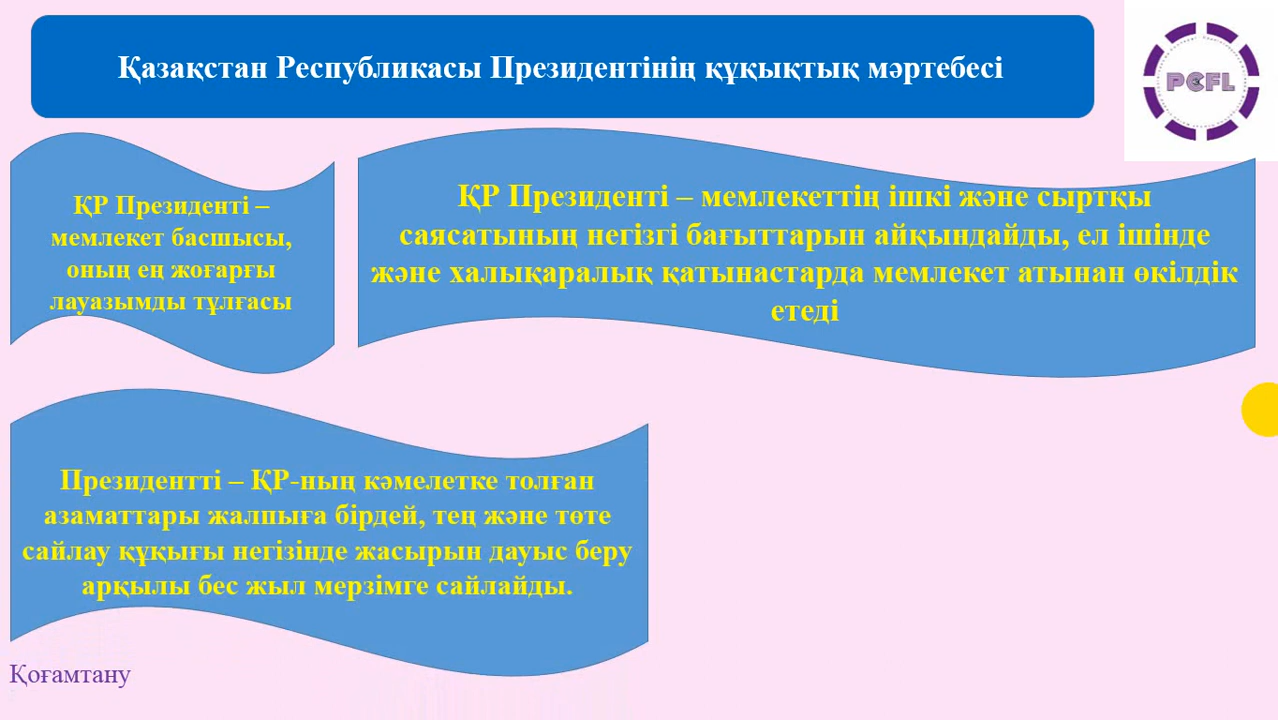 Қазақстан Республикасы Президентінің құқықтық мәртебесі
PCFL
ҚР Президенті –
мемлекет басшысы,
оның ең жоғарғы
лауазымды тұлғасы
ҚР Президенті – мемлекеттің ішкі және сыртқы
саясатының негізгі бағыттарын айқындайды, ел ішінде
және халықаралық қатынастарда мемлекет атынан өкілдік
етеді
Президентті – ҚР-ның кәмелетке толған
азаматтары жалпыға бірдей, тең және төте
сайлау құқығы негізінде жасырын дауыс беру
арқылы бес жыл мерзімге сайлайды.
Қоғамтану